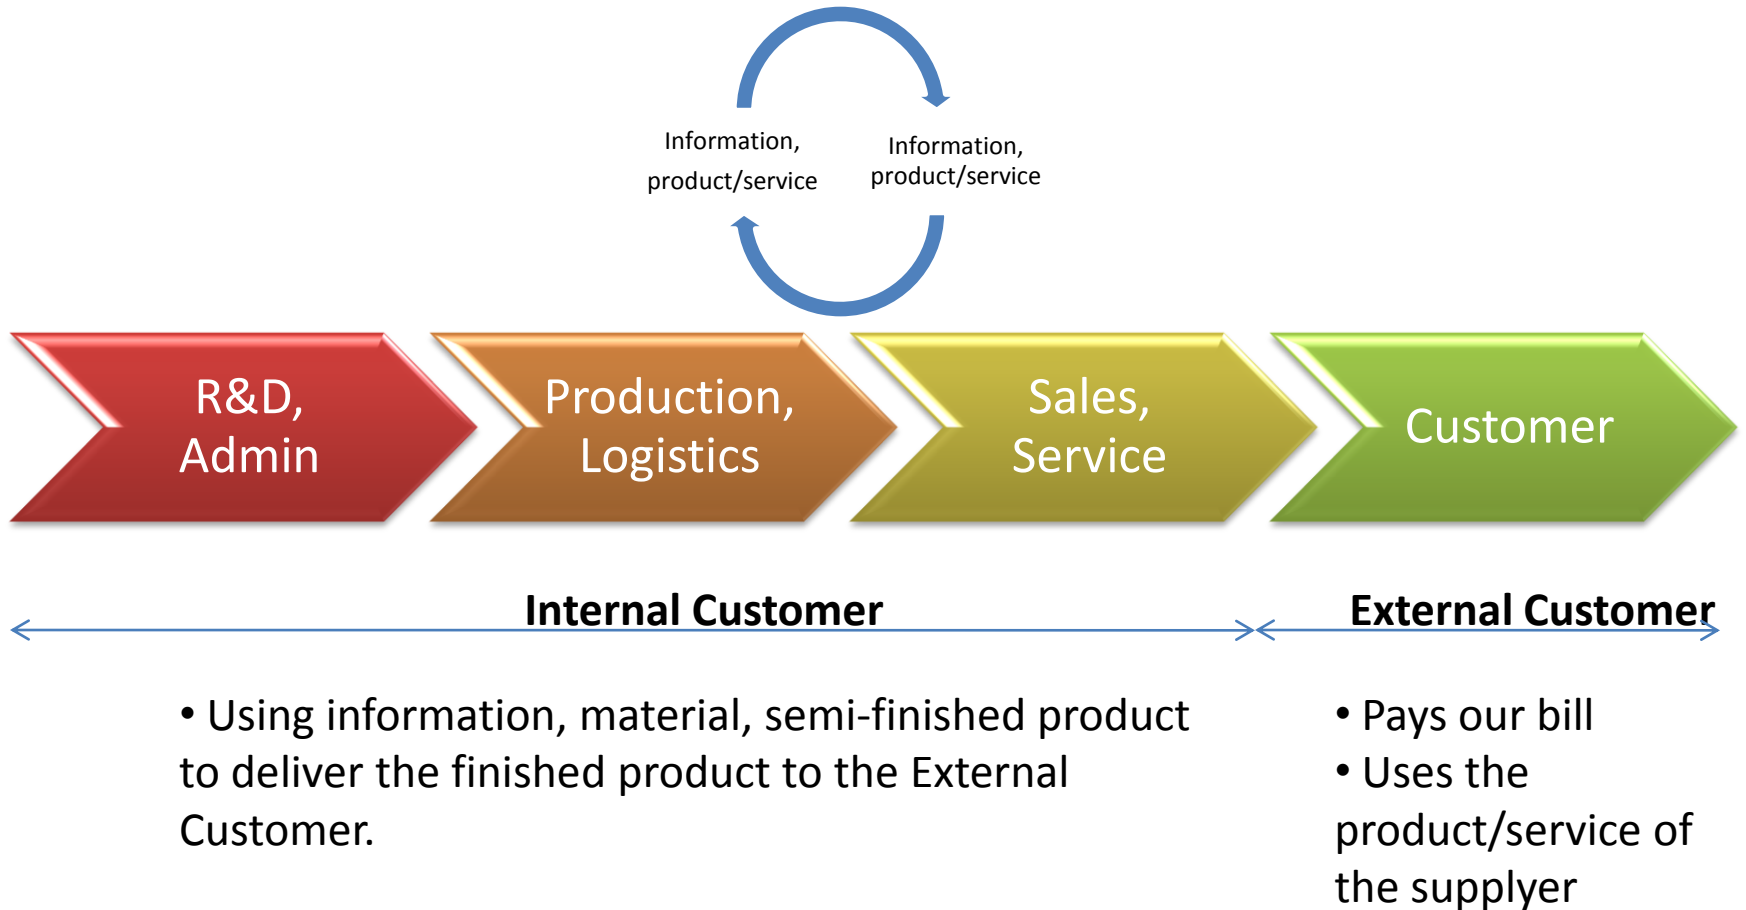 Information,
product/service
Information,
product/service
R&D,
Admin
Production,
Logistics
Sales,
Service
Customer
Internal Customer
External Customer
• Using information, material, semi-finished product
to deliver the finished product to the External
Customer.
• Pays our bill
• Uses the
product/service of
the supplyer